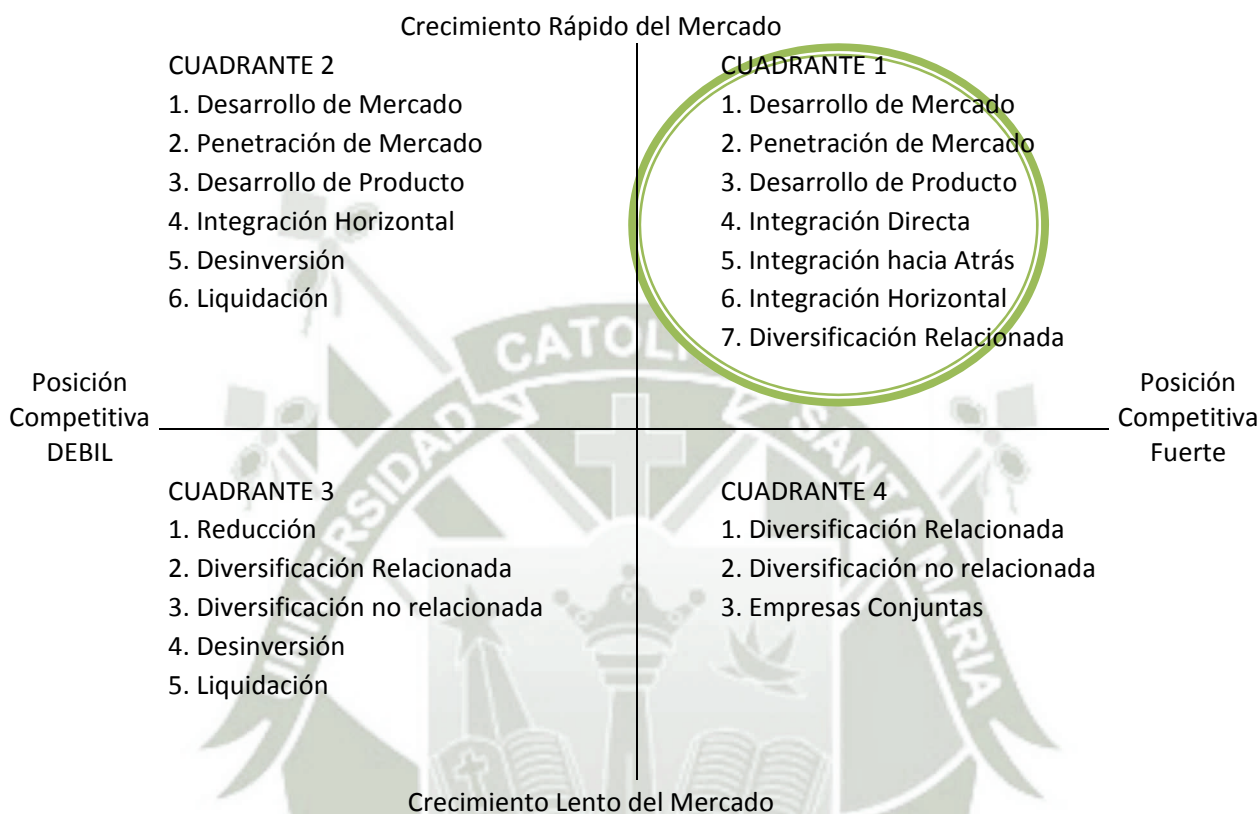 Crecimiento Rápido del Mercado
CUADRANTE 2
1. Desarrollo de Mercado
2. Penetración de Mercado
3. Desarrollo de Producto
4. Integración Horizontal
5. Desinversión
6. Liquidación
CUADRANTE 1
1. Desarrollo de Mercado
2. Penetración de Mercado
3. Desarrollo de Producto
4. Integración Directa
5. Integración hacia Atrás
6. Integración Horizontal
7. Diversificación Relacionada
Posición
Competitiva
DEBIL
Posición
Competitiva
Fuerte
CUADRANTE 3
1. Reducción
2. Diversificación Relacionada
3. Diversificación no relacionada
4. Desinversión
5. Liquidación
CUADRANTE 4
1. Diversificación Relacionada
2. Diversificación no relacionada
3. Empresas Conjuntas
Crecimiento Lento del Mercado
UNIVERSIDAD CATOLICA SANTA MARIA